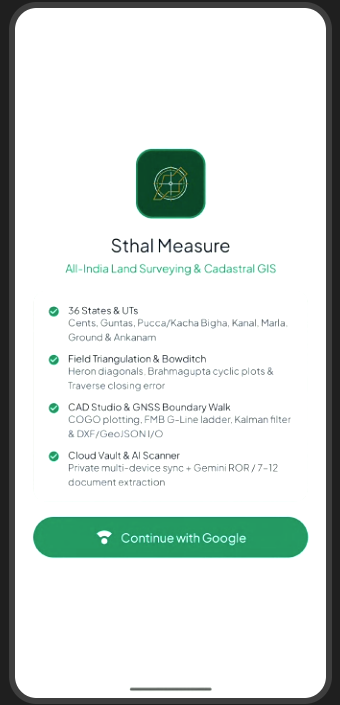 Sthal Measure
All-India Land Surveying & Cadastral GIS
36 States & UTs
Cents, Guntas, Pucca/Kacha Bigha, Kanal, Marla,
Ground & Ankanam
Field Triangulation & Bowditch
Heron diagonals, Brahmagupta cyclic plots &
Traverse closing error
CAD Studio & GNSS Boundary Walk
COGO plotting, FMB G-Line ladder, Kalman filter
& DXF/GeoJSON I/O
Cloud Vault & AI Scanner
Private multi-device sync + Gemini ROR / 7-12
document extraction
Continue with Google